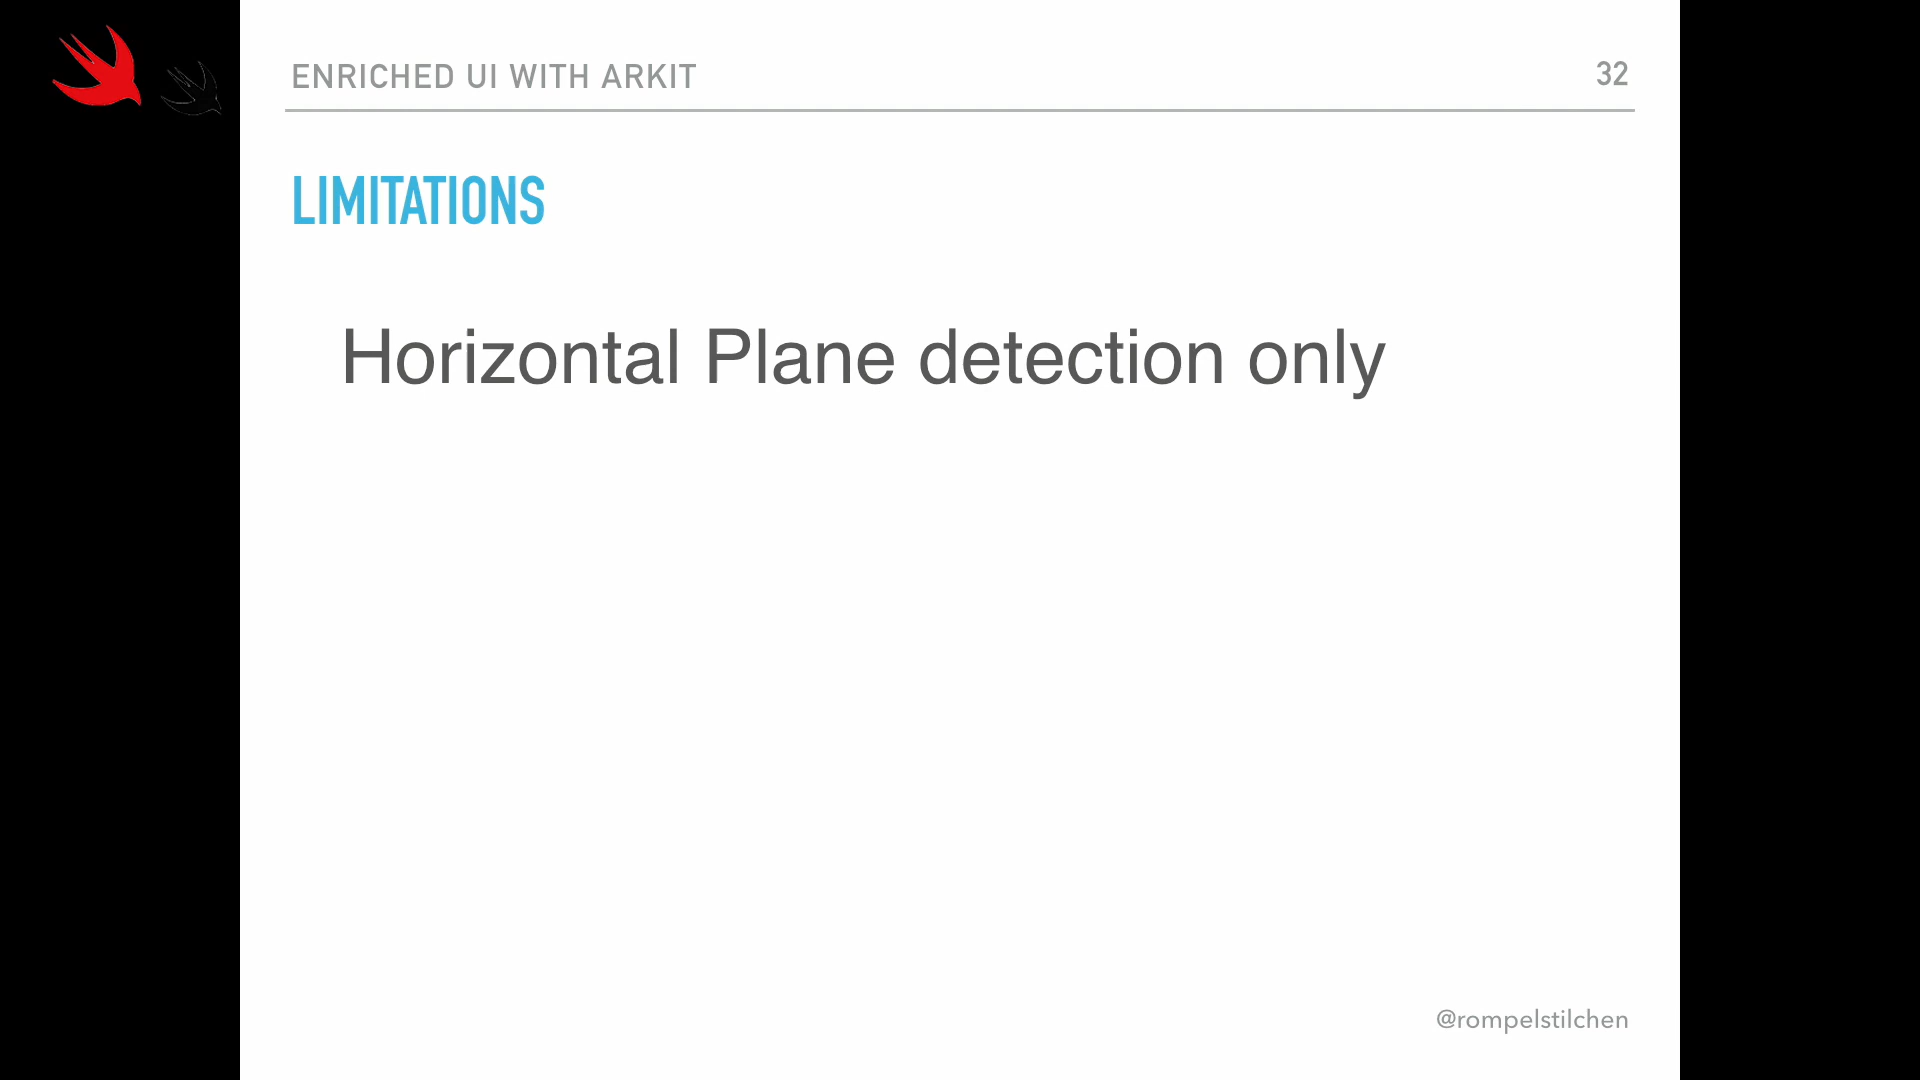 ENRICHED UI WITH ARKIT
32
LIMITATIONS
Horizontal Plane detection only
@rompelstilchen